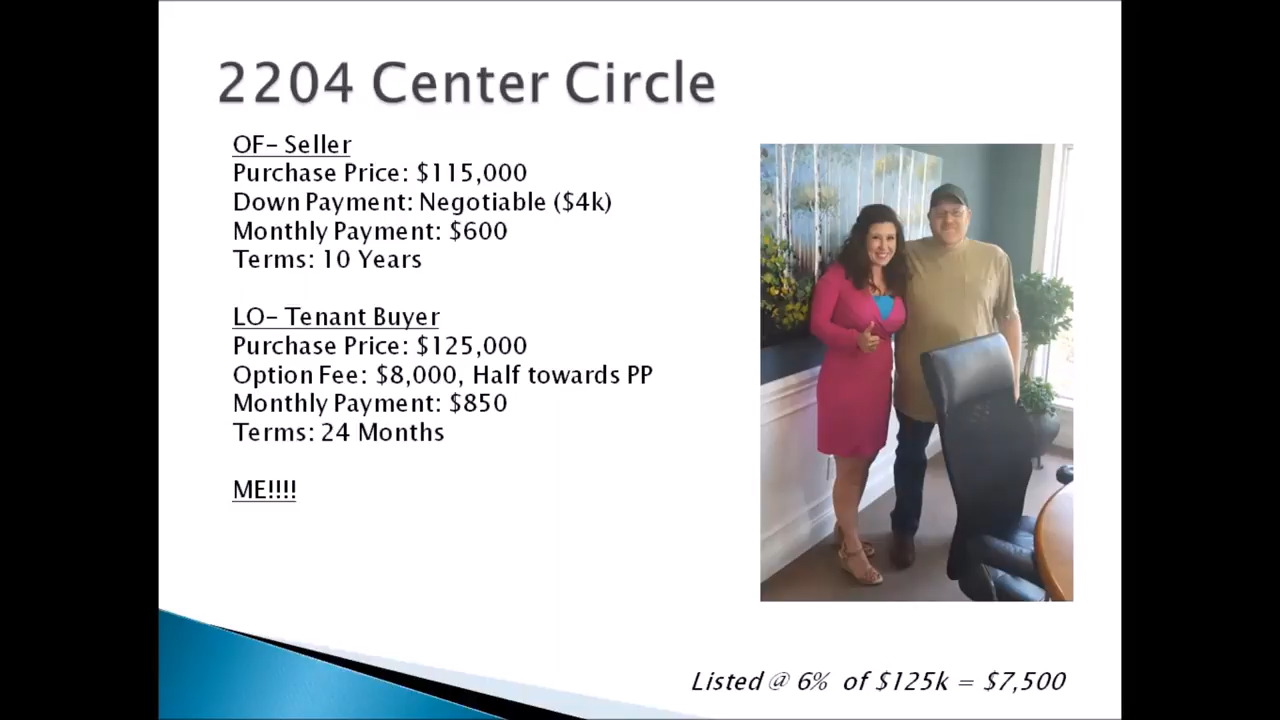 2204 Center Circle
OF- Seller
Purchase Price: $115,000
Down Payment: Negotiable ($4k)
Monthly Payment: $600
Terms: 10 Years
LO- Tenant Buyer
Purchase Price: $125,000
Option Fee: $8,000, Half towards PP
Monthly Payment: $850
Terms: 24 Months
ME!!!!
Listed @ 6% of $125k = $7,500